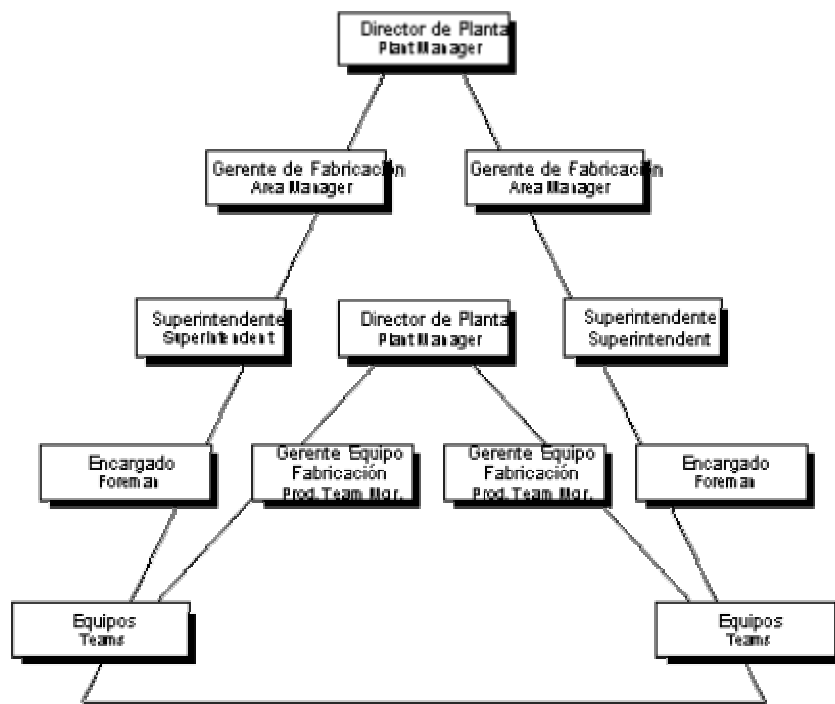 Director de Planta
Plant Manager
Gerente de Fabricación
Area Manager
Gerente de Fabricación
Area Manager
Superintendente
Superintendent
Director de Planta
Plant Manager
Superintendente
Superintendent
Encargado
Foreman
Gerente Equipo
Fabricación
Prod. Team Mgr.
Gerente Equipo
Fabricación
Prod. Team Mgr.
Encargado
Foreman
Equipos
Teams
Equipos
Teams